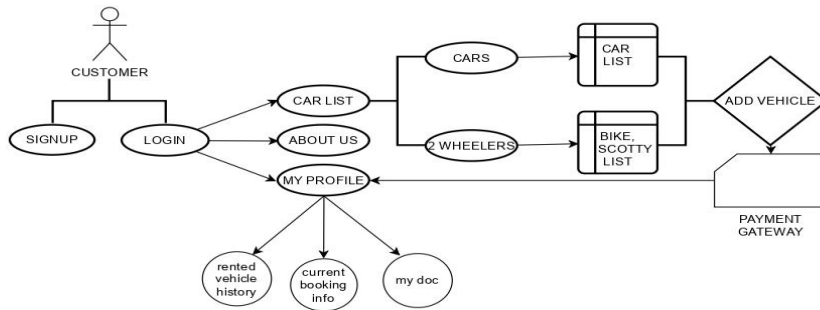 CUSTOMER
SIGNUP
LOGIN
CAR LIST
ABOUT US
MY PROFILE
CARS
2 WHEELERS
CAR
LIST
BIKE,
SCOTTY
LIST
ADD VEHICLE
PAYMENT
GATEWAY
rented
vehicle
history
current
booking
info
my doc